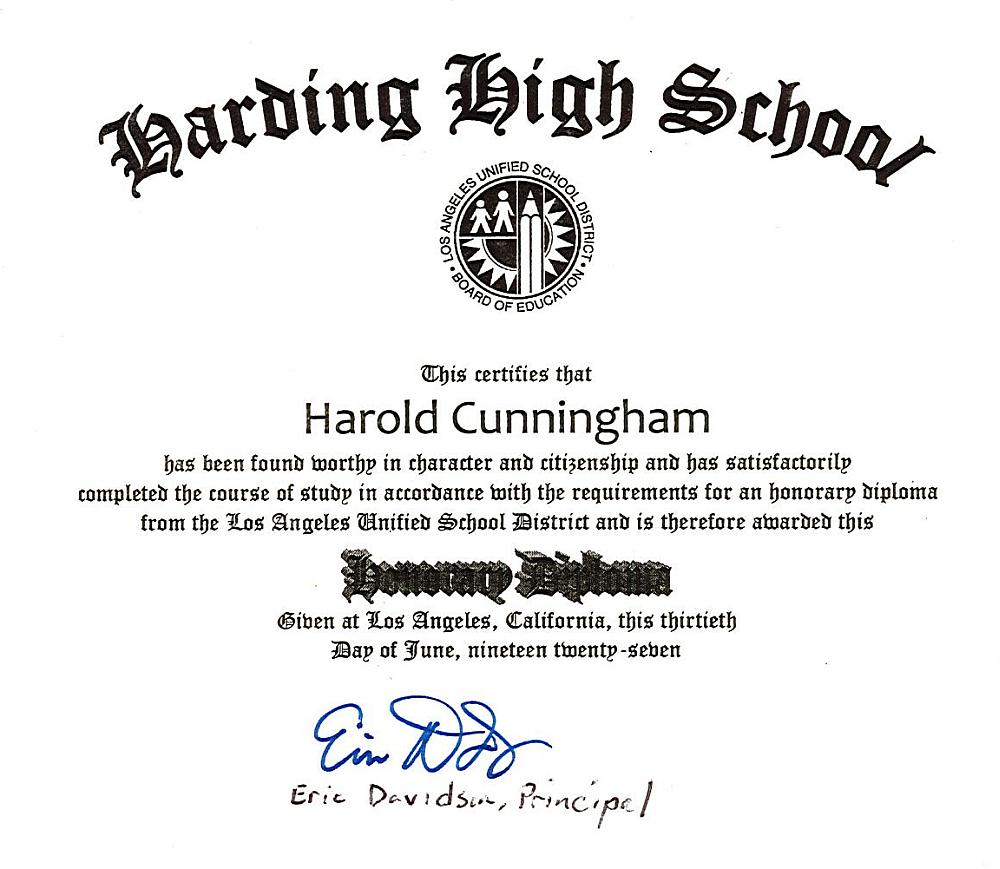 Harding High School
LOS ANGELES UNIFIED SCHOOL DISTRICT • BOARD OF EDUCATION •
This certifies that
Harold Cunningham
has been found worthy in character and citizenship and has satisfactorily
completed the course of study in accordance with the requirements for an honorary diploma
from the Los Angeles Unified School District and is therefore awarded this
Honorary Diploma
Given at Los Angeles, California, this thirtieth
Day of June, nineteen twenty-seven
Eric Davidson, Principal